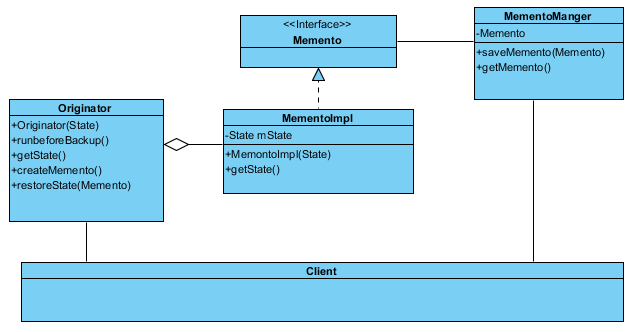 <<Interface>>
Memento
MementoManger
-Memento
+saveMemento(Memento)
+getMemento()
Originator
+Originator(State)
+runbeforeBackup()
+getState()
+createMemento()
+restoreState(Memento)
MementoImpl
-State mState
+MemontoImpl(State)
+getState()
Client